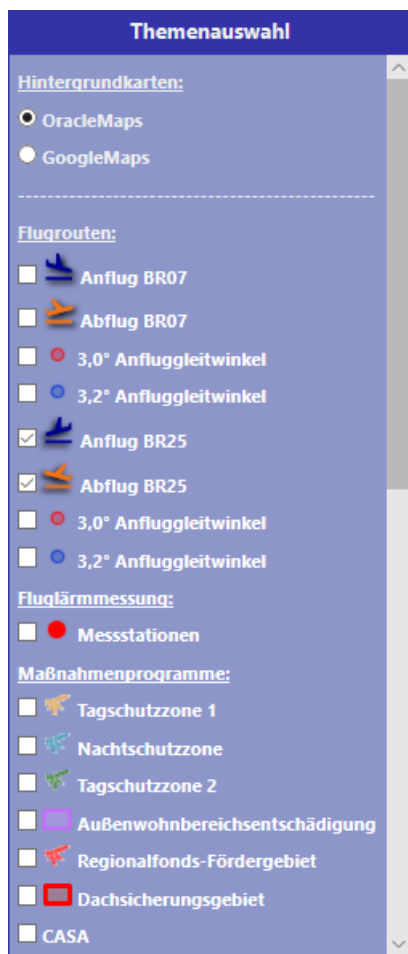 Themenauswahl
Hintergrundkarten:
OracleMaps
GoogleMaps
-------------------------------------------------
Flugrouten:
Anflug BR07
Abflug BR07
3,0° Anfluggleitwinkel
3,2° Anfluggleitwinkel
Anflug BR25
Abflug BR25
3,0° Anfluggleitwinkel
3,2° Anfluggleitwinkel
Fluglärmmessung:
Messstationen
Maßnahmenprogramme:
Tagschutzzone 1
Nachtschutzzone
Tagschutzzone 2
Außenwohnbereichsentschädigung
Regionalfonds-Fördergebiet
Dachsicherungsgebiet
CASA